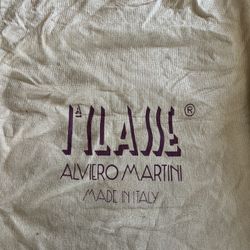 1A CLASSE ®
ALVIERO MARTINI
MADE IN ITALY